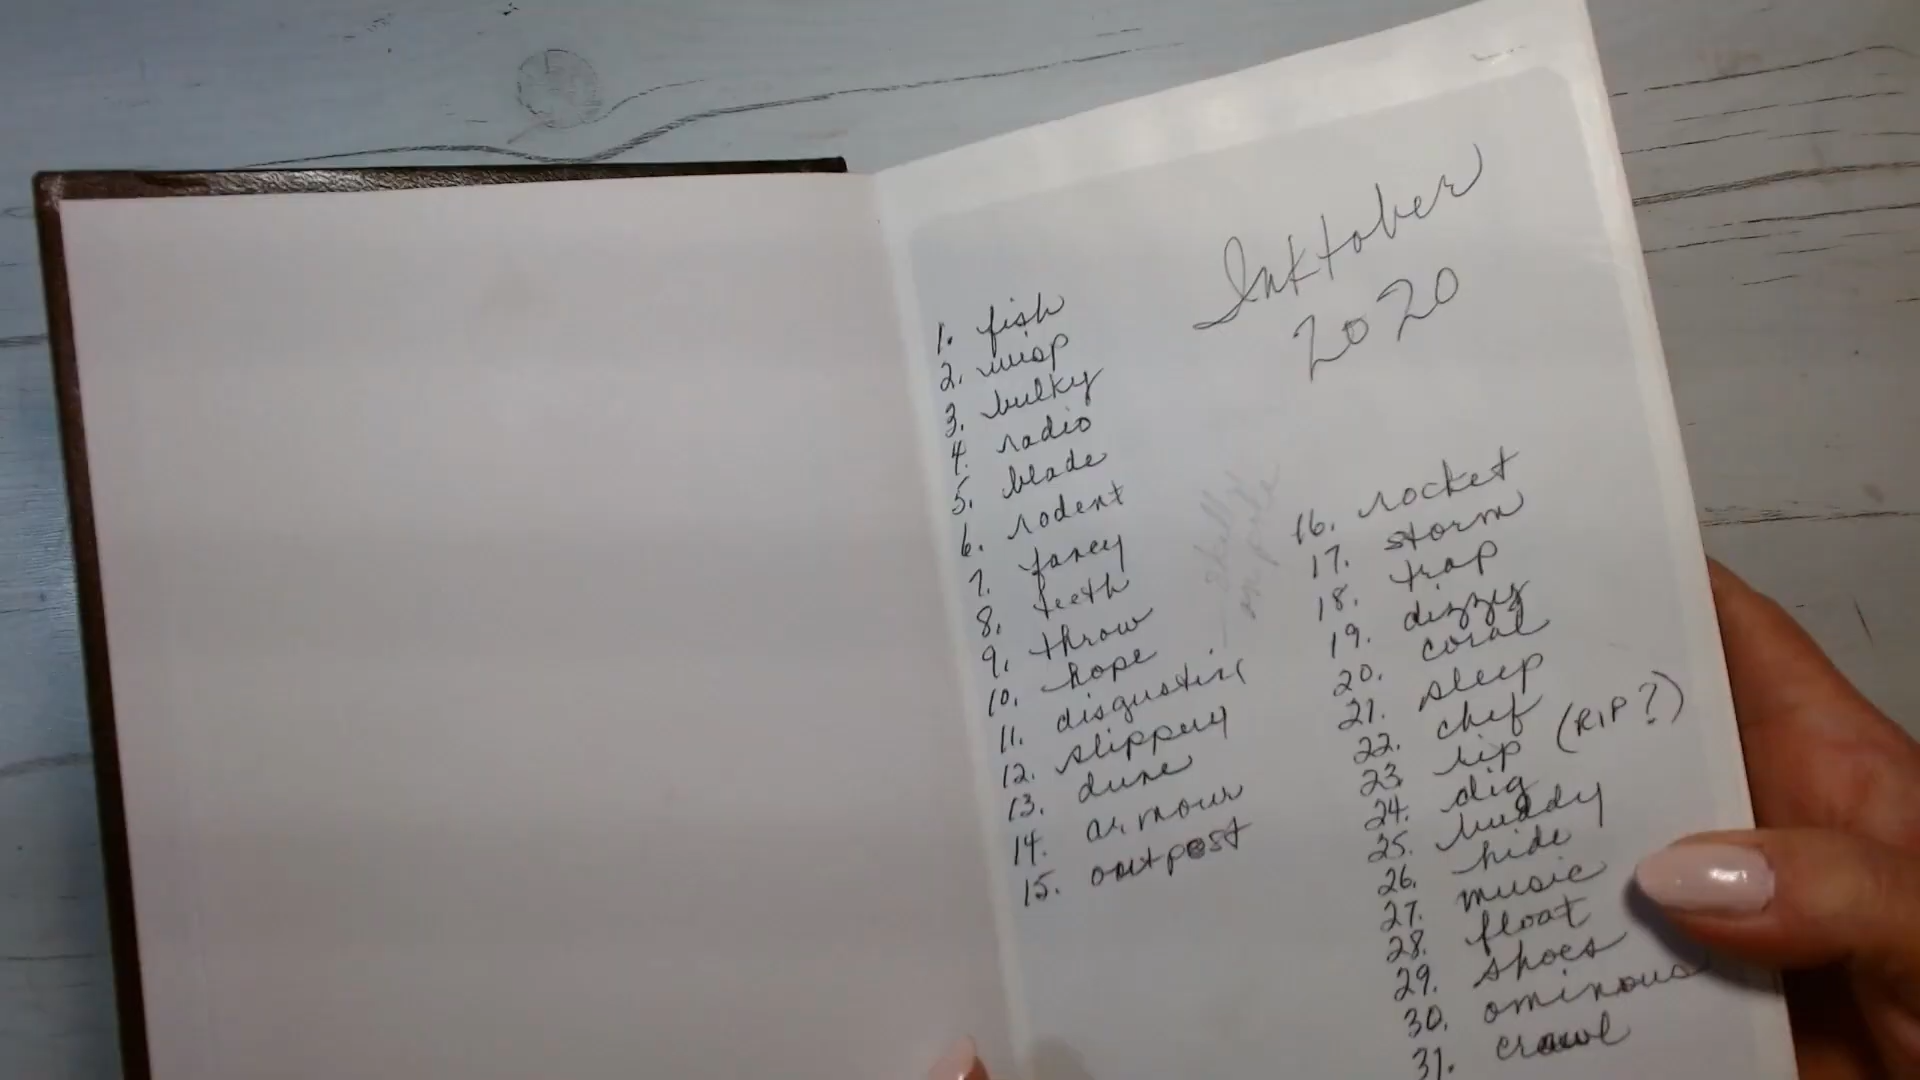 Inktober
2020
1. fish
2. wisp
3. bulky
4. radio
5. blade
6. rodent
7. fancy
8. teeth
9. throw
10. hope
11. disgusting
12. slippery
13. dune
14. armour
15. outpost
16. rocket
17. storm
18. trap
19. dizzy
20. coral
21. sleep
22. chef
23. rip (RIP?)
24. dig
25. buddy
26. hide
27. music
28. float
29. shoes
30. ominous
31. crawl